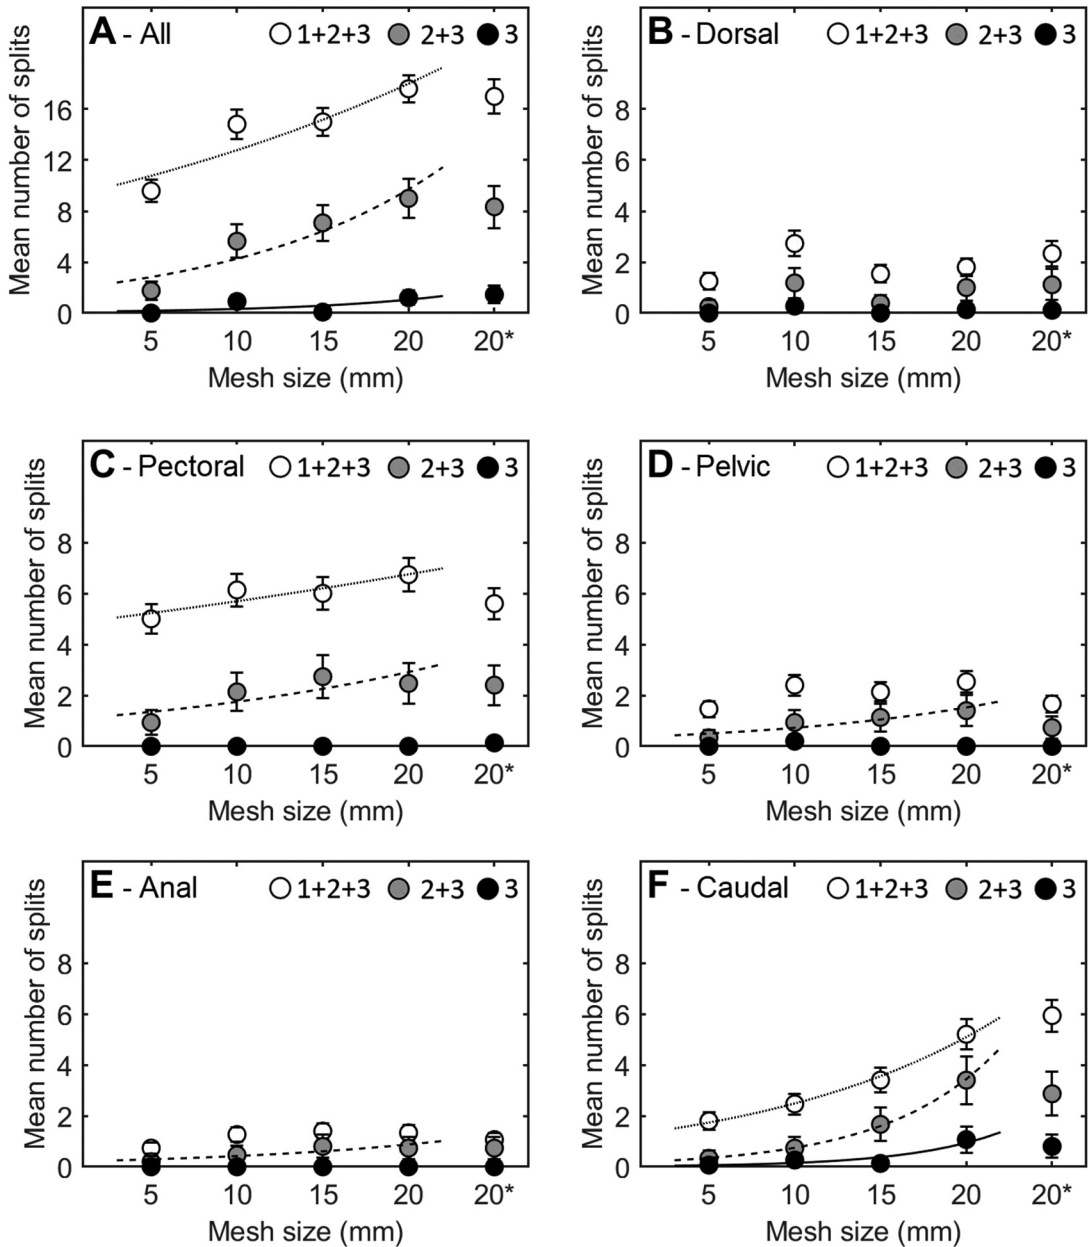 A - All 1+2+3 2+3 3
Mean number of splits
16
12
8
4
0
5 10 15 20 20*
Mesh size (mm)
B - Dorsal 1+2+3 2+3 3
Mean number of splits
8
6
4
2
0
5 10 15 20 20*
Mesh size (mm)
C - Pectoral 1+2+3 2+3 3
Mean number of splits
8
6
4
2
0
5 10 15 20 20*
Mesh size (mm)
D - Pelvic 1+2+3 2+3 3
Mean number of splits
8
6
4
2
0
5 10 15 20 20*
Mesh size (mm)
E - Anal 1+2+3 2+3 3
Mean number of splits
8
6
4
2
0
5 10 15 20 20*
Mesh size (mm)
F - Caudal 1+2+3 2+3 3
Mean number of splits
8
6
4
2
0
5 10 15 20 20*
Mesh size (mm)